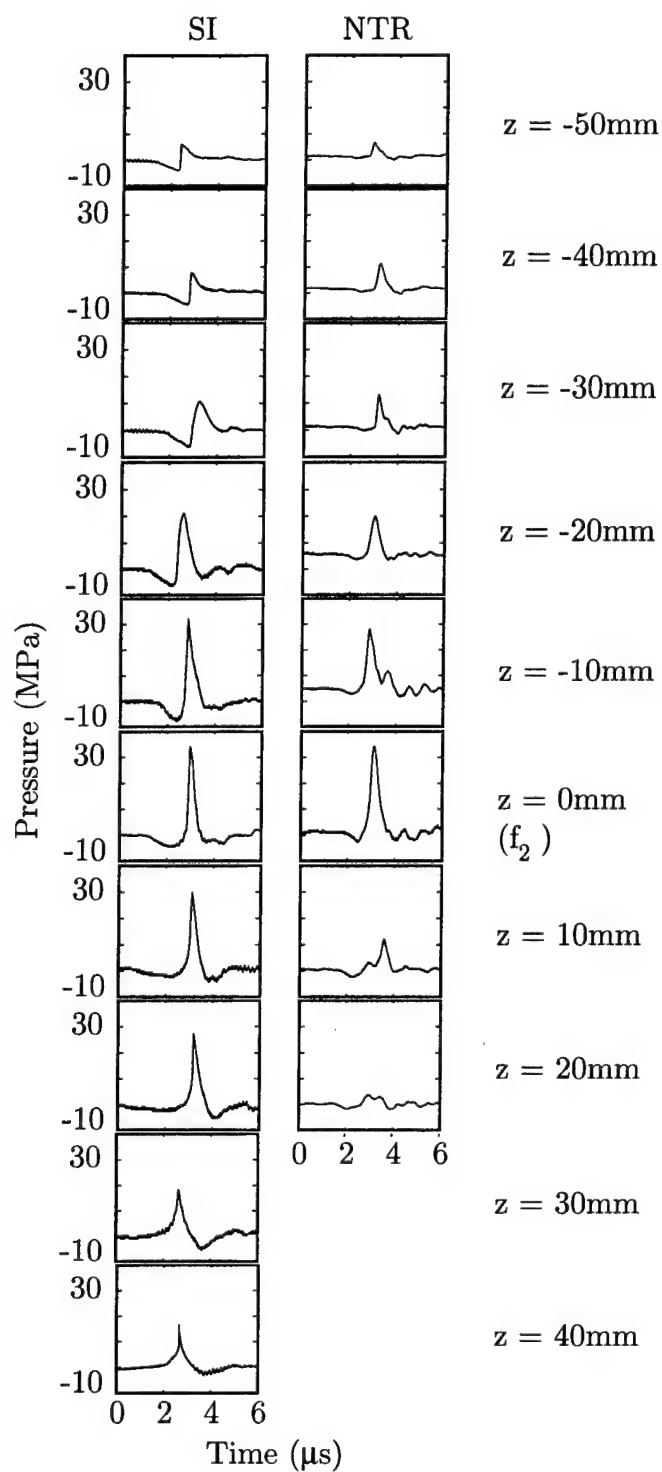 SI NTR
30
-10
z = -50mm
30
-10
z = -40mm
30
-10
z = -30mm
30
-10
z = -20mm
30
-10
z = -10mm
Pressure (MPa)
30
-10
z = 0mm
(f2 )
30
-10
z = 10mm
30
-10
z = 20mm
0 2 4 6
30
-10
z = 30mm
30
-10
z = 40mm
0 2 4 6
Time (μs)